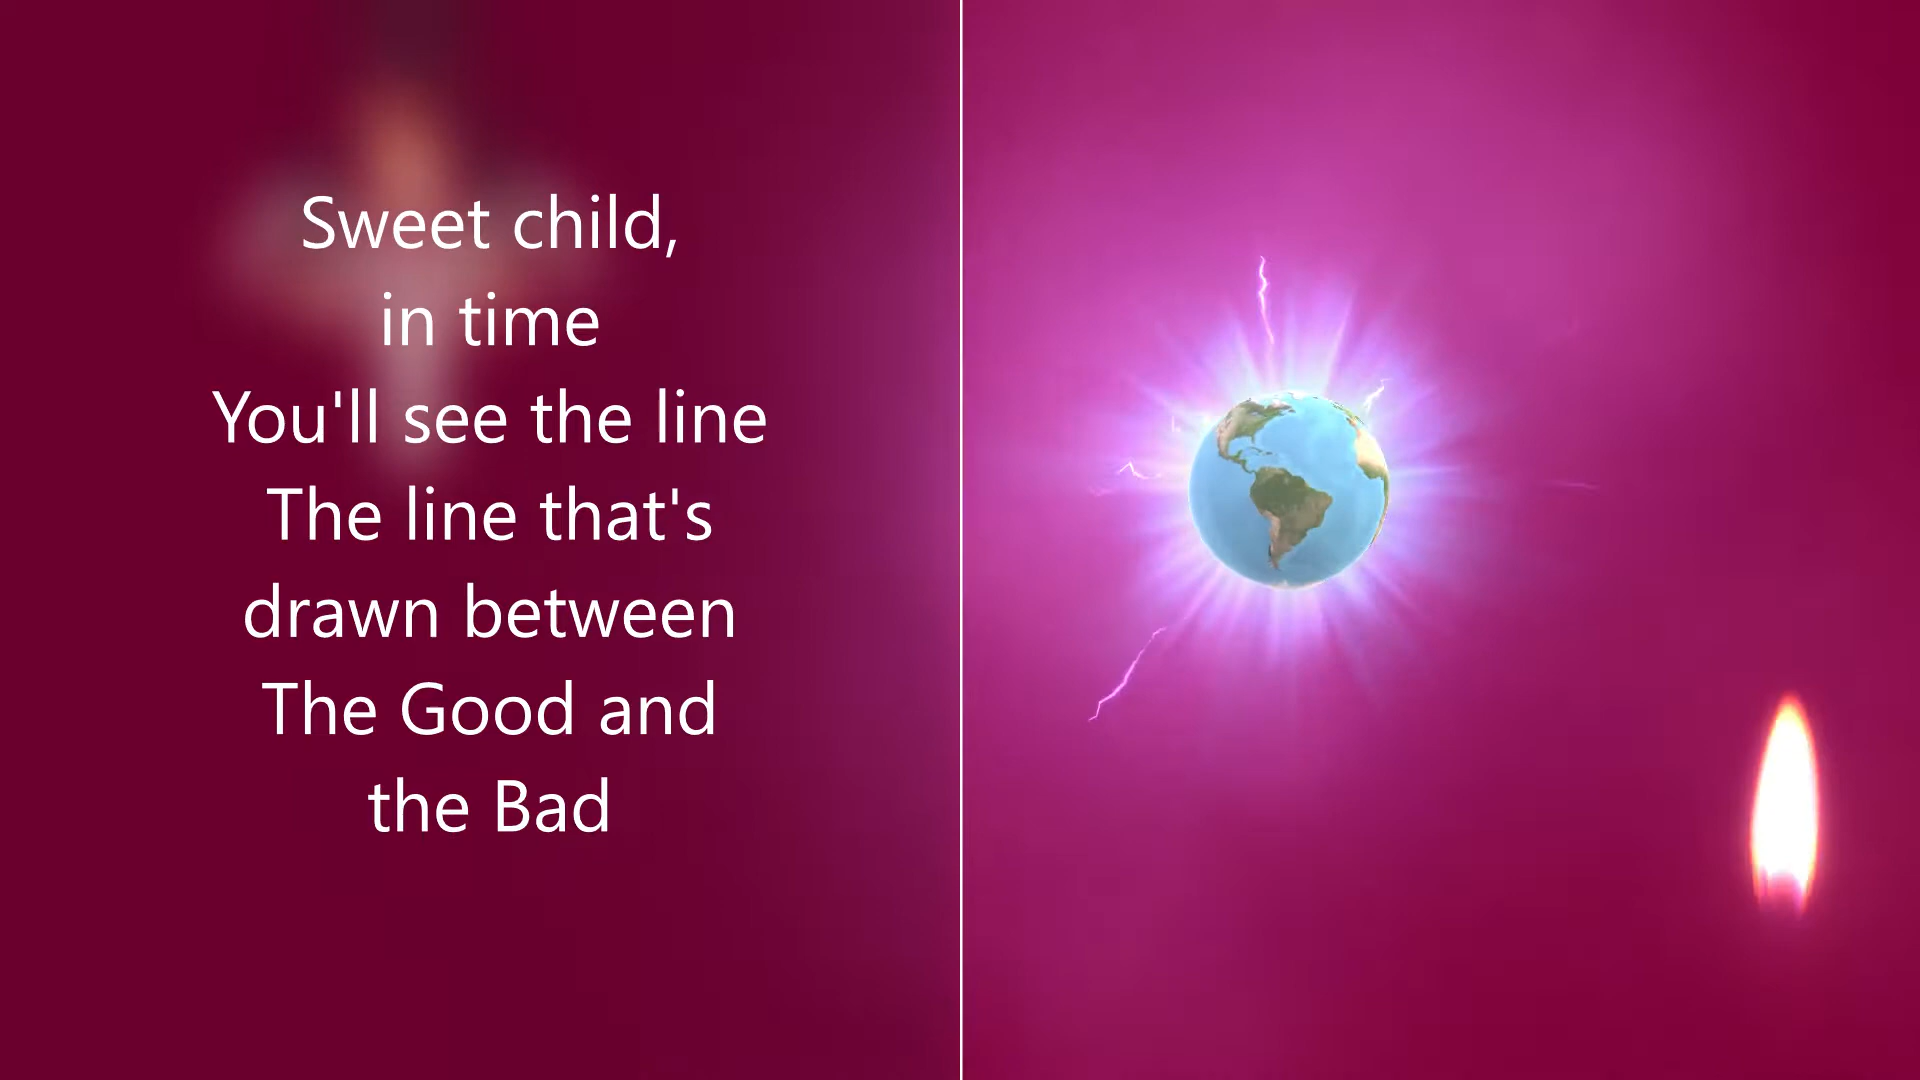 Sweet child,
in time
You'll see the line
The line that's
drawn between
The Good and
the Bad